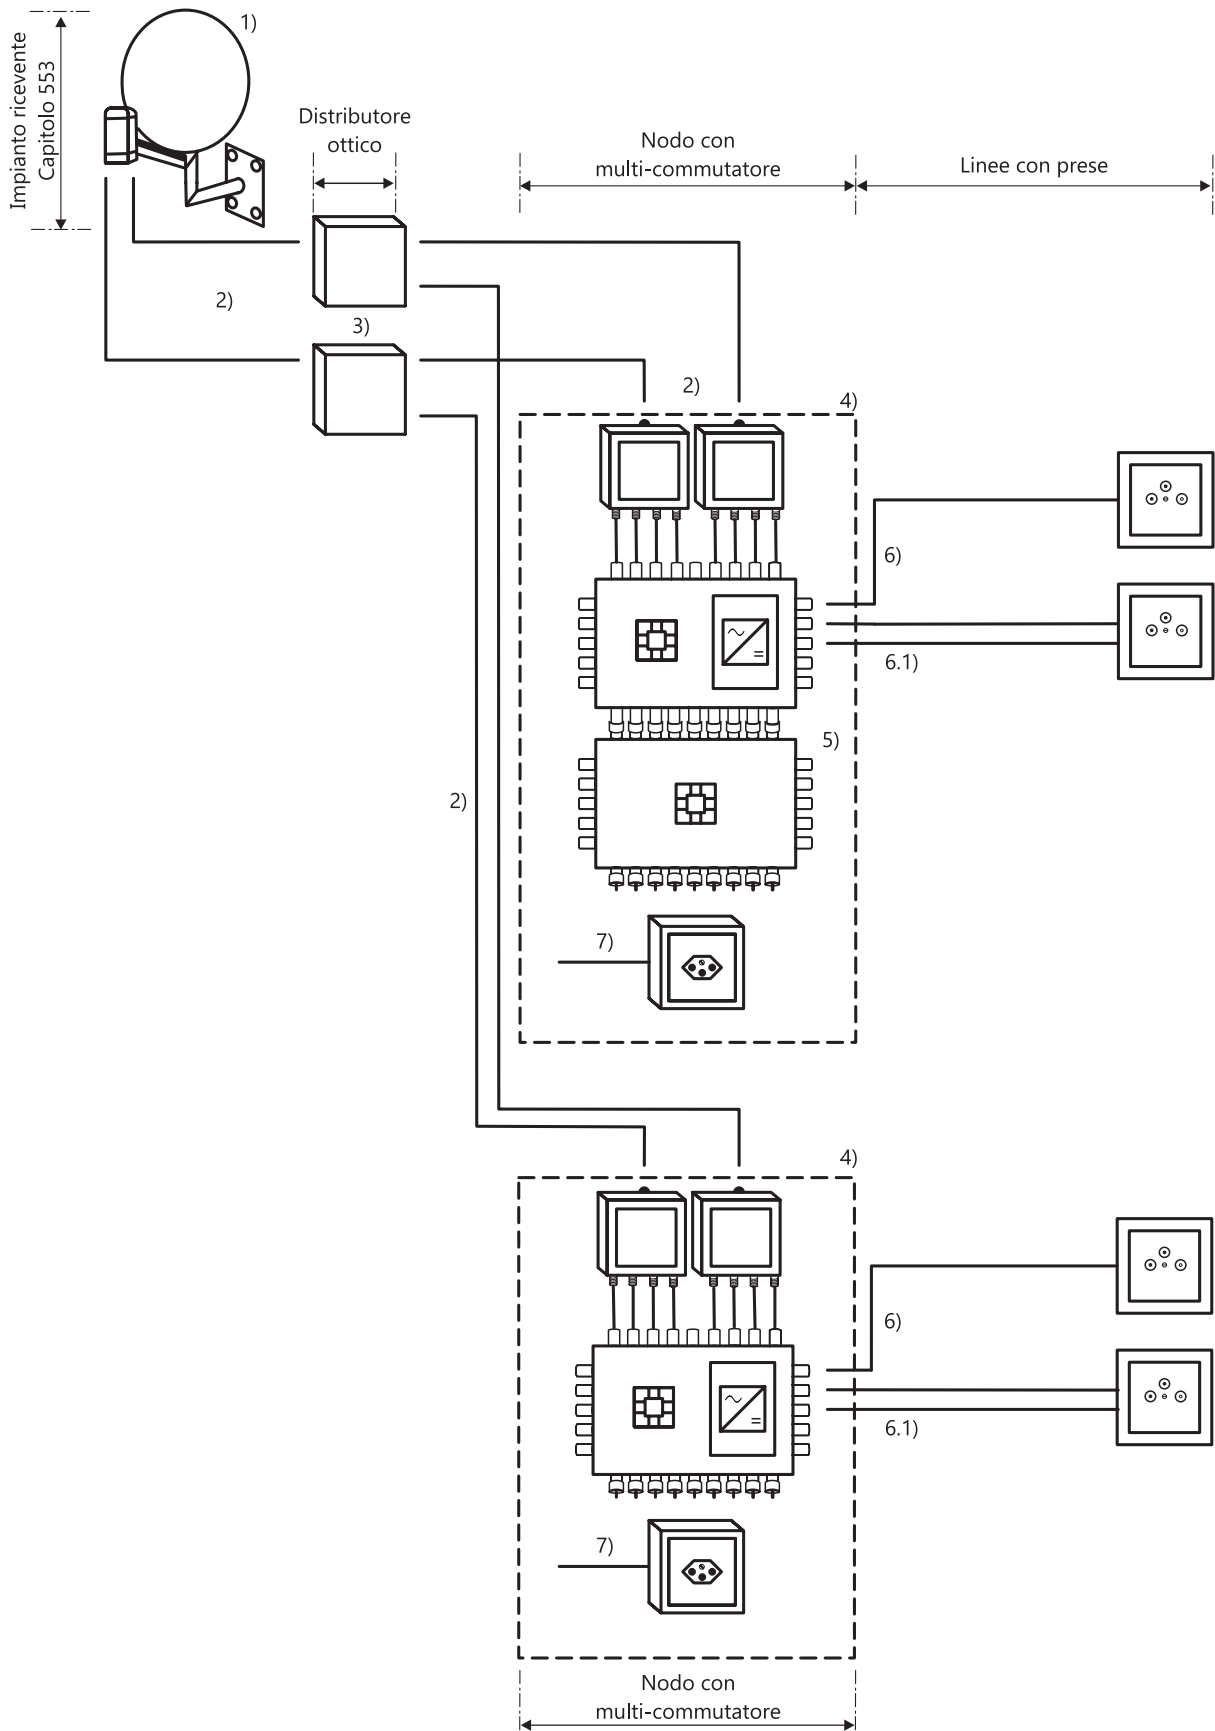 Impianto ricevente
Capitolo 553
1)
Distributore
ottico
Nodo con
multi-commutatore
Linee con prese
2)
3)
2)
4)
6)
6.1)
5)
2)
7)
4)
6)
6.1)
7)
Nodo con
multi-commutatore